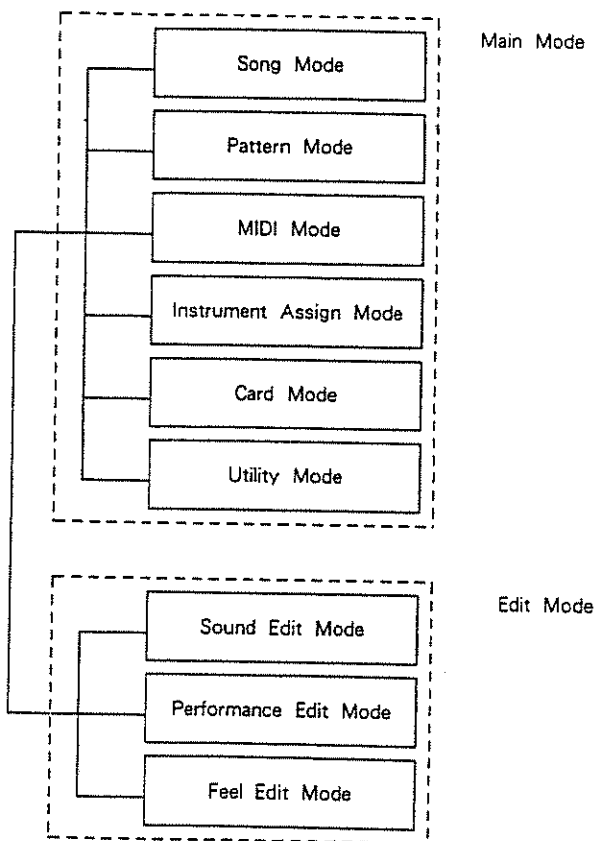 Main Mode
Song Mode
Pattern Mode
MIDI Mode
Instrument Assign Mode
Card Mode
Utility Mode
Edit Mode
Sound Edit Mode
Performance Edit Mode
Feel Edit Mode